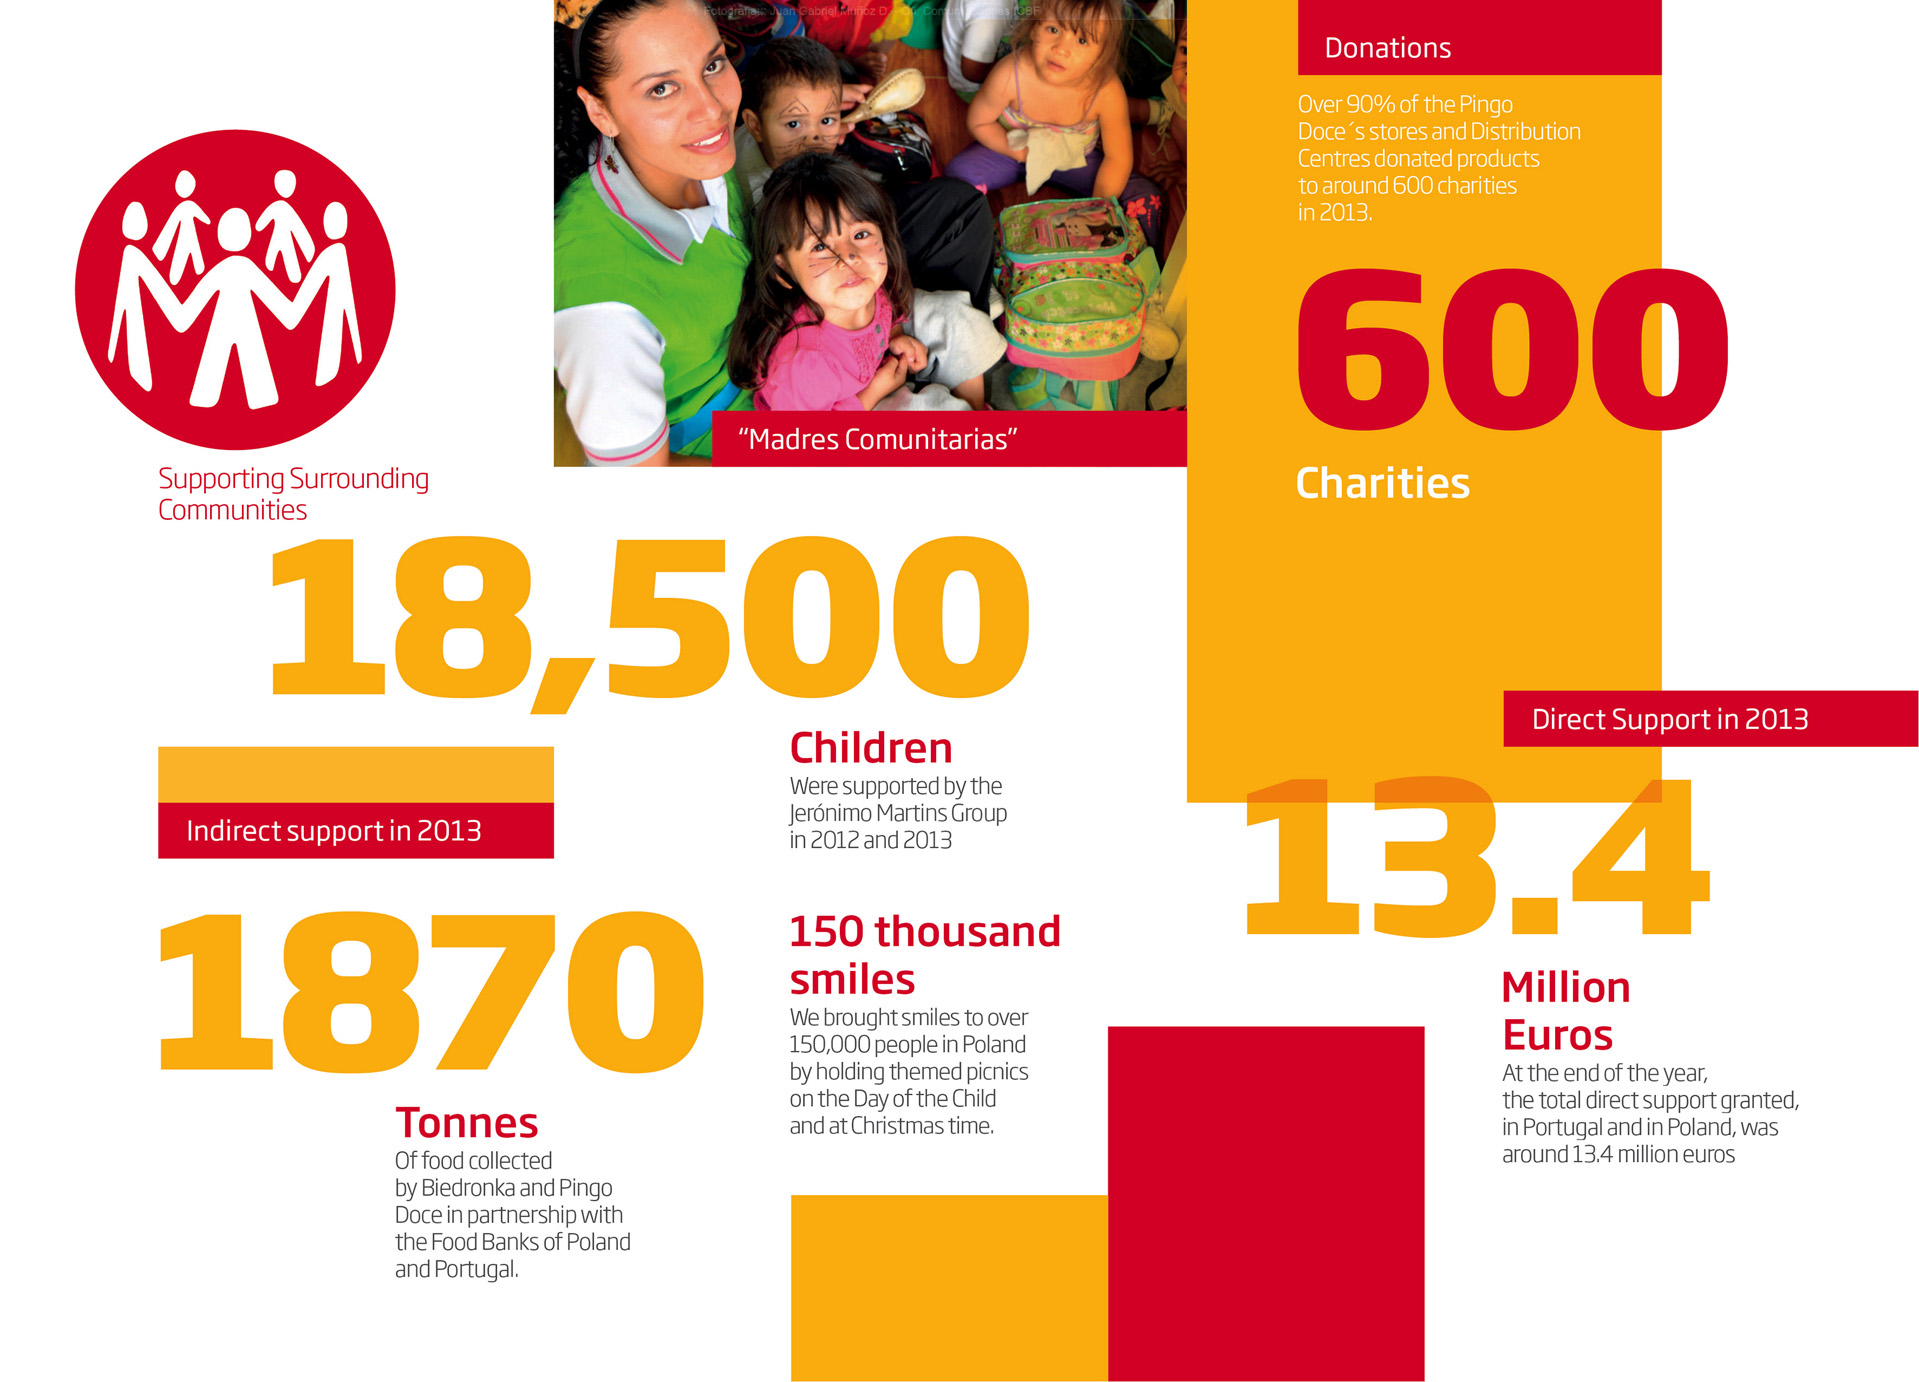 Fotografías: Juan Gabriel Muñoz D.
Donations
Over 90% of the Pingo
Doce´s stores and Distribution
Centres donated products
to around 600 charities
in 2013.
600
Charities
"Madres Comunitarias"
Supporting Surrounding
Communities
18,500
Children
Were supported by the
Jerónimo Martins Group
in 2012 and 2013
Indirect support in 2013
1870
Tonnes
Of food collected
by Biedronka and Pingo
Doce in partnership with
the Food Banks of Poland
and Portugal.
150 thousand
smiles
We brought smiles to over
150,000 people in Poland
by holding themed picnics
on the Day of the Child
and at Christmas time.
Direct Support in 2013
13.4
Million
Euros
At the end of the year,
the total direct support granted,
in Portugal and in Poland, was
around 13.4 million euros